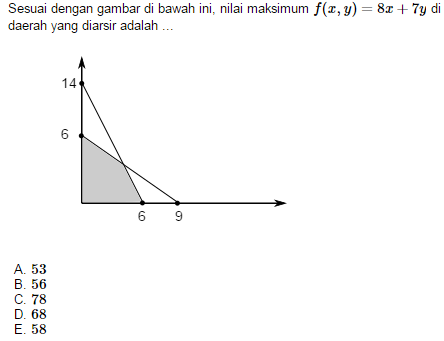 Sesuai dengan gambar di bawah ini, nilai maksimum f(x, y) = 8x + 7y di
daerah yang diarsir adalah ...
14
6
6 9
A. 53
B. 56
C. 78
D. 68
E. 58